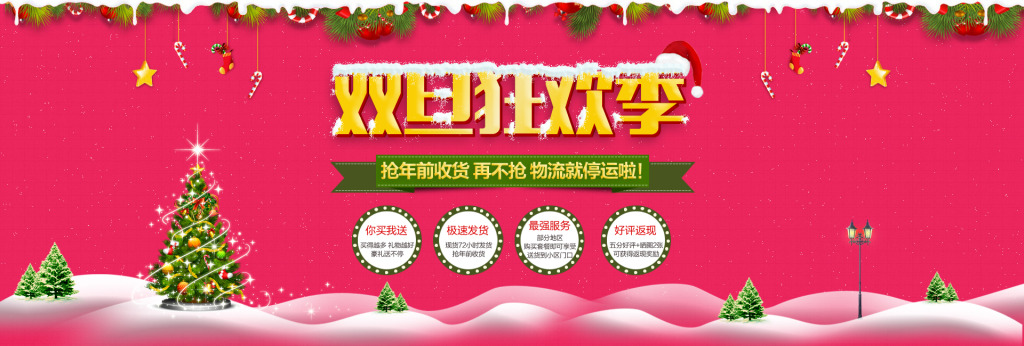 双旦狂欢季
抢年前收货 再不抢 物流就停运啦！
你买我送
买得越多 礼物越好
豪礼送不停
极速发货
现货72小时发货
抢年前收货
最强服务
部分地区
购买套餐即可享受
送货到小区门口
好评返现
五分好评+晒图2张
可获得返现奖励